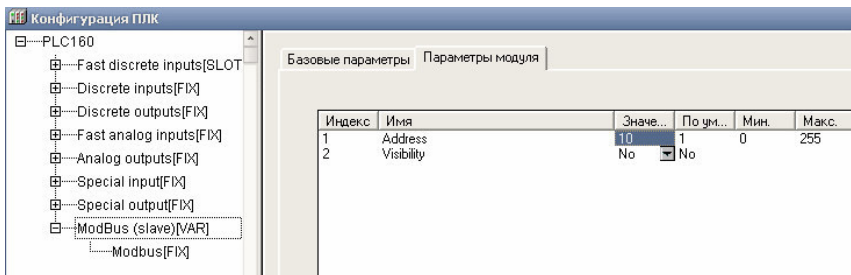 Конфигурация ПЛК
PLC160
Fast discrete inputs[SLOT
Discrete inputs[FIX]
Discrete outputs[FIX]
Fast analog inputs[FIX]
Analog outputs[FIX]
Special input[FIX]
Special output[FIX]
ModBus (slave)[VAR]
Modbus[FIX]
Базовые параметры Параметры модуля
Индекс Имя Значе... По ум... Мин. Макс.
1 Address 10 1 0 255
2 Visibility No No